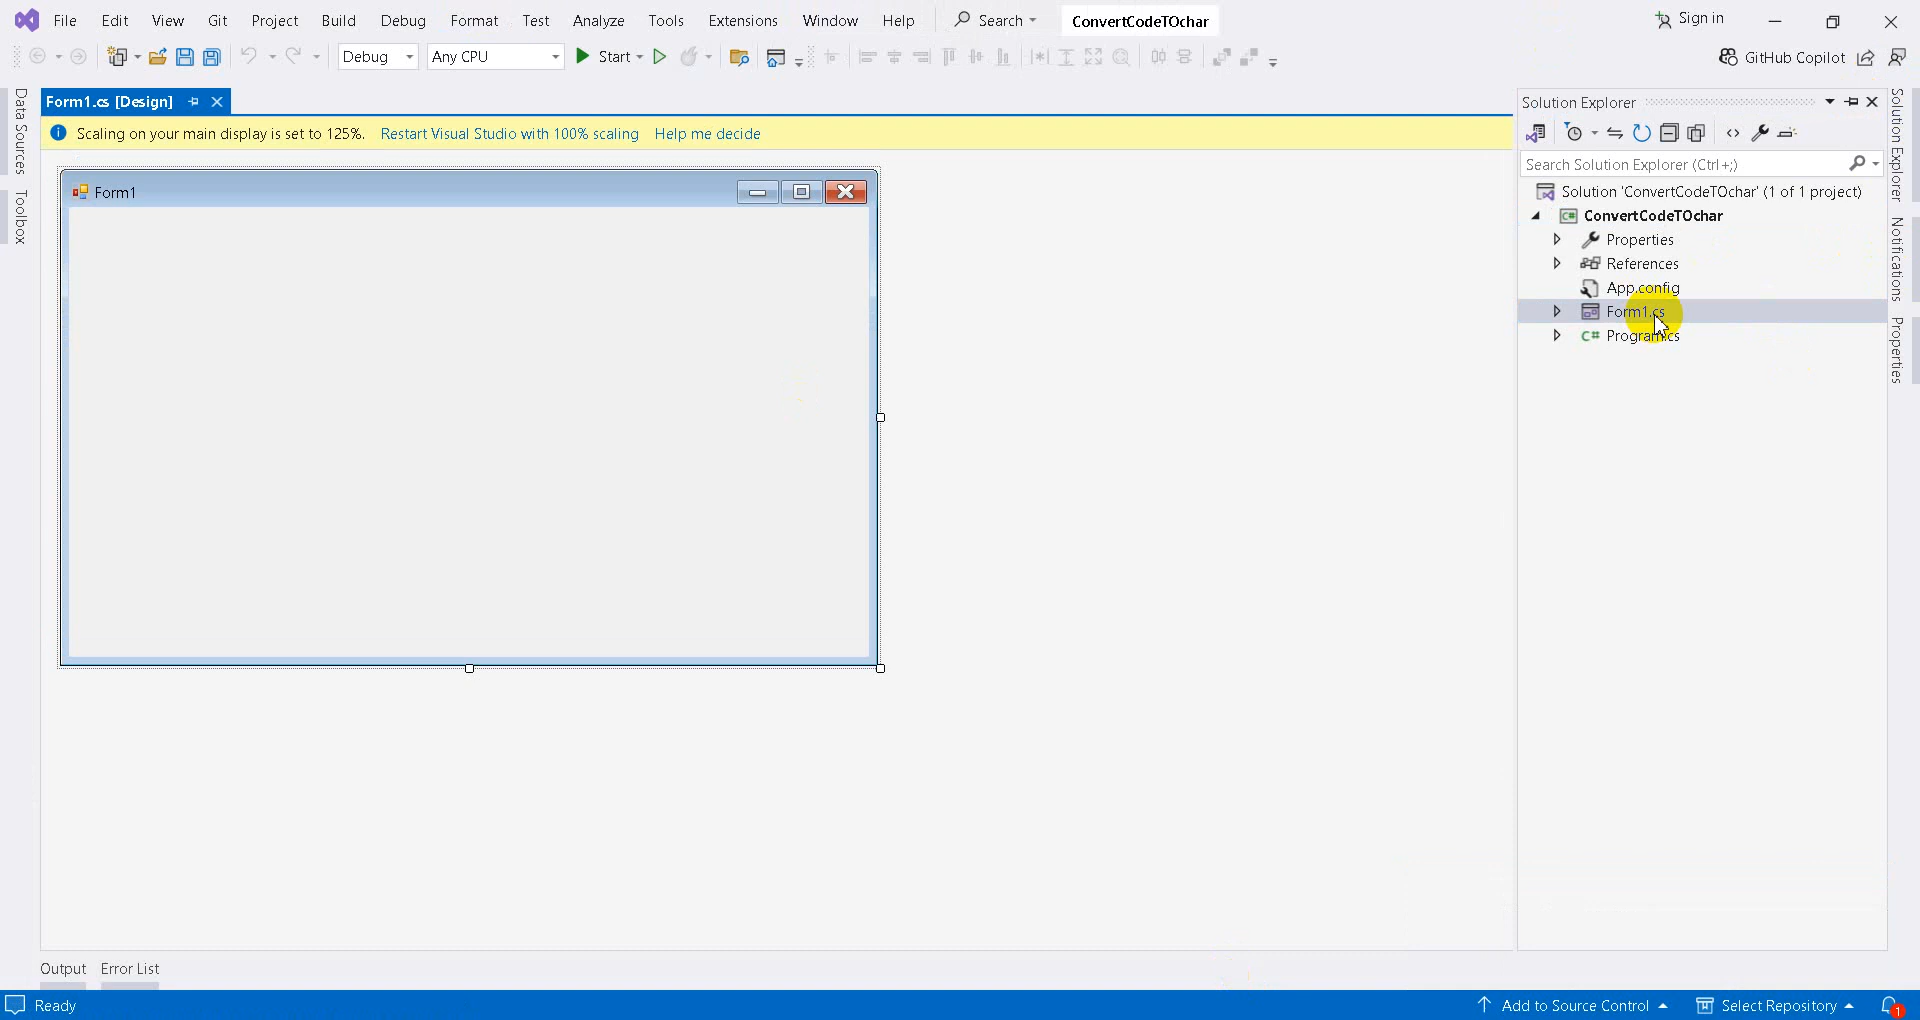 File Edit View Git Project Build Debug Format Test Analyze Tools Extensions Window Help Search ConvertCodeTOchar Sign in
Debug Any CPU Start GitHub Copilot
Data Sources
Toolbox
Form1.cs [Design]
Scaling on your main display is set to 125%. Restart Visual Studio with 100% scaling Help me decide
Form1
Solution Explorer
Search Solution Explorer (Ctrl+;)
Solution 'ConvertCodeTOchar' (1 of 1 project)
C# ConvertCodeTOchar
Properties
References
App.config
Form1.cs
C# Program.cs
Solution Explorer
Notifications
Properties
Output Error List
Ready Add to Source Control Select Repository 1